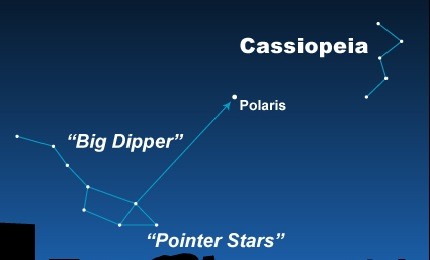 Cassiopeia
Polaris
“Big Dipper”
“Pointer Stars”